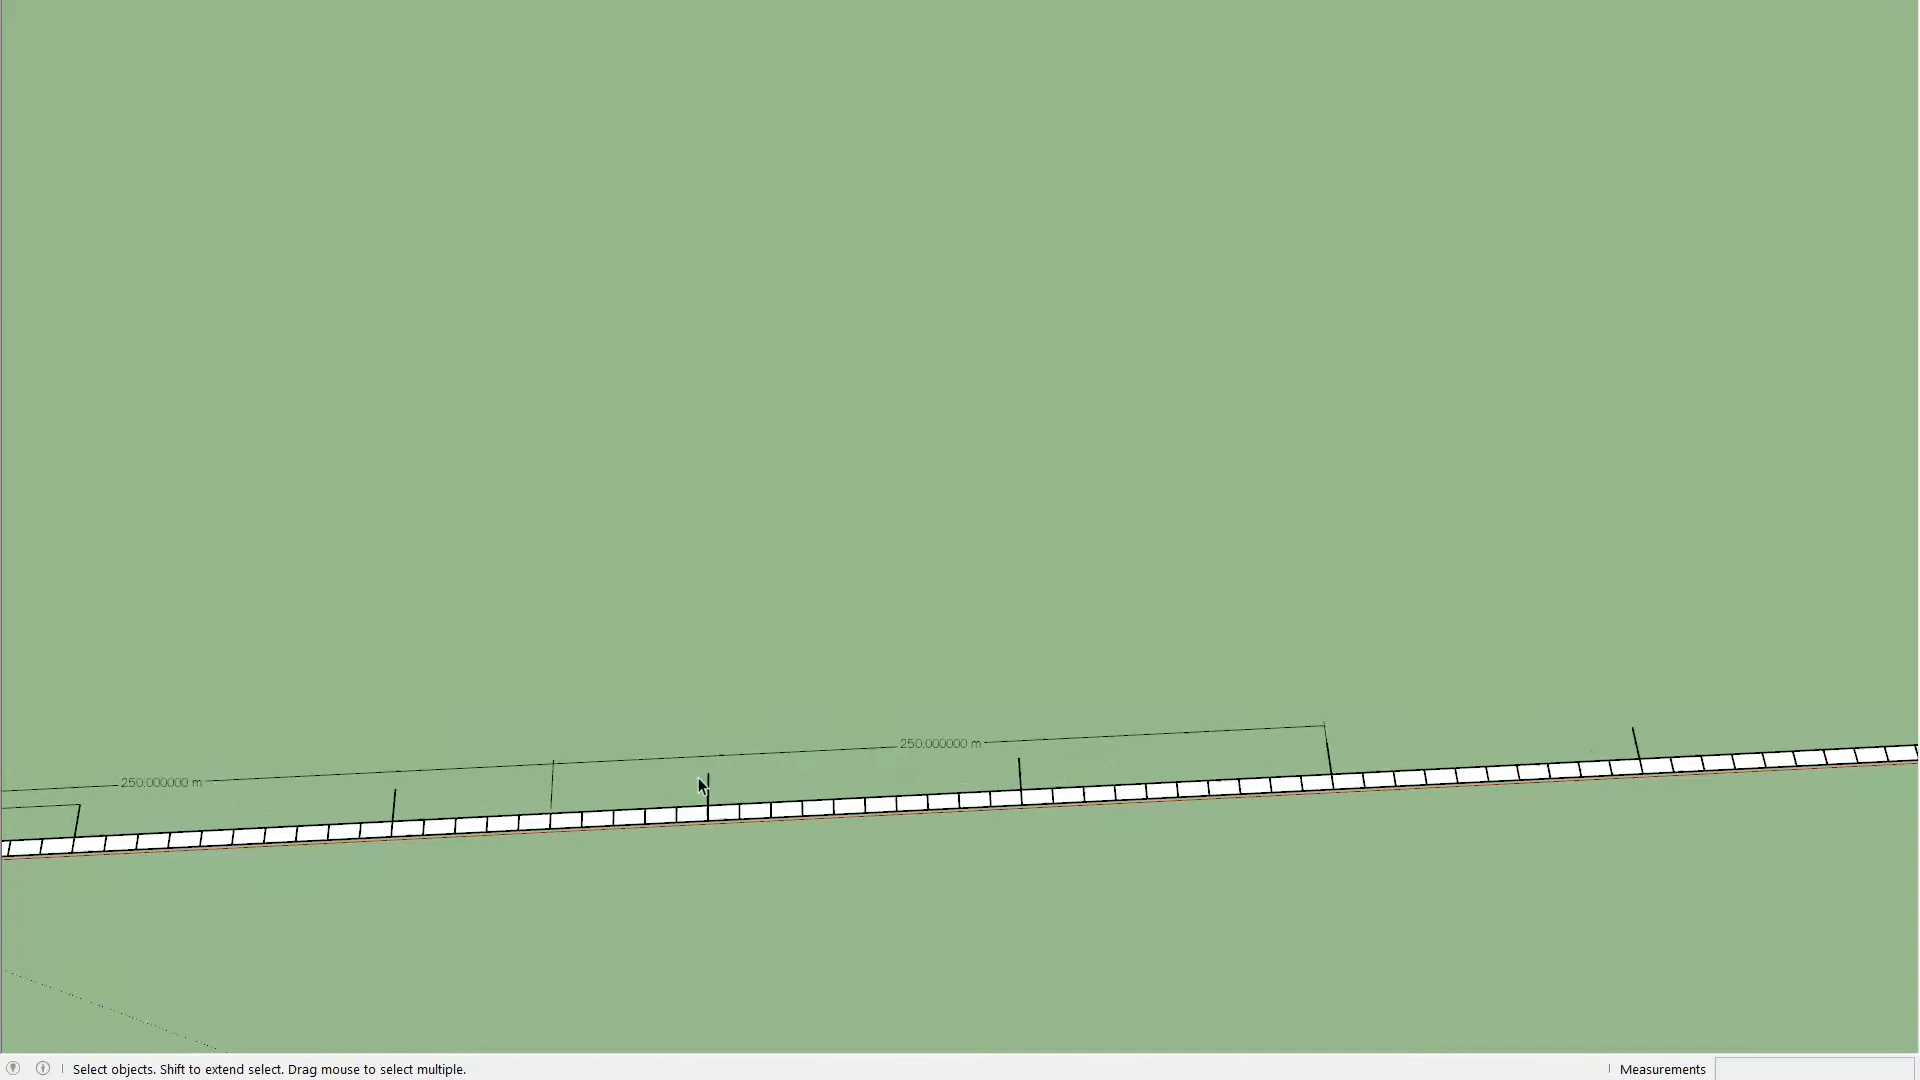 250.000000 m
250.000000 m
Select objects. Shift to extend select. Drag mouse to select multiple.
Measurements